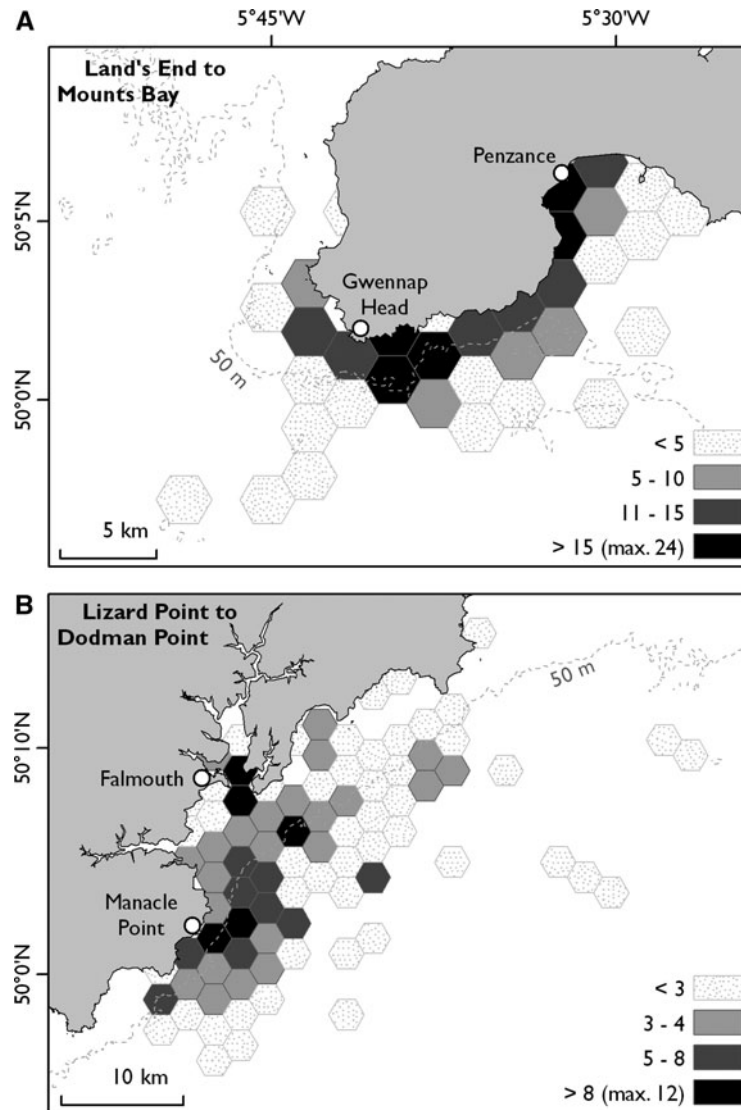 A
5°45'W
5°30'W
Land's End to
Mounts Bay
Penzance
50°5'N
Gwennap
Head
50 m
50°0'N
< 5
5 - 10
11 - 15
> 15 (max. 24)
5 km
B
Lizard Point to
Dodman Point
50 m
50°10'N
Falmouth
Manacle
Point
50°0'N
< 3
3 - 4
5 - 8
> 8 (max. 12)
10 km